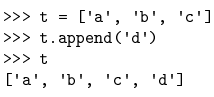 >>> t = ['a', 'b', 'c']
>>> t.append('d')
>>> t
['a', 'b', 'c', 'd']